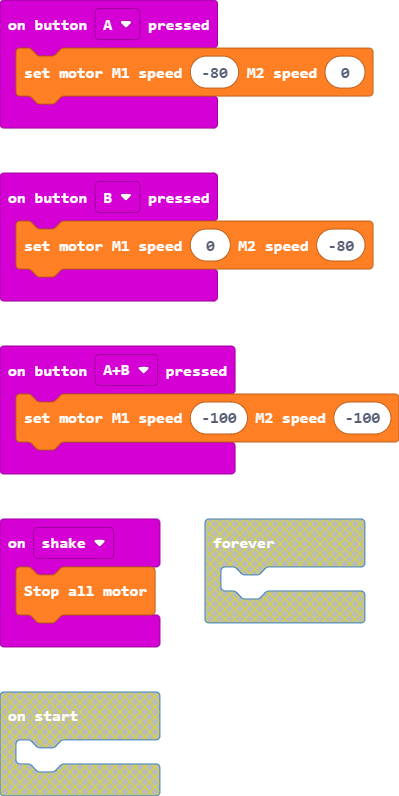 on button A pressed
set motor M1 speed -80 M2 speed 0
on button B pressed
set motor M1 speed 0 M2 speed -80
on button A+B pressed
set motor M1 speed -100 M2 speed -100
on shake
forever
Stop all motor
on start